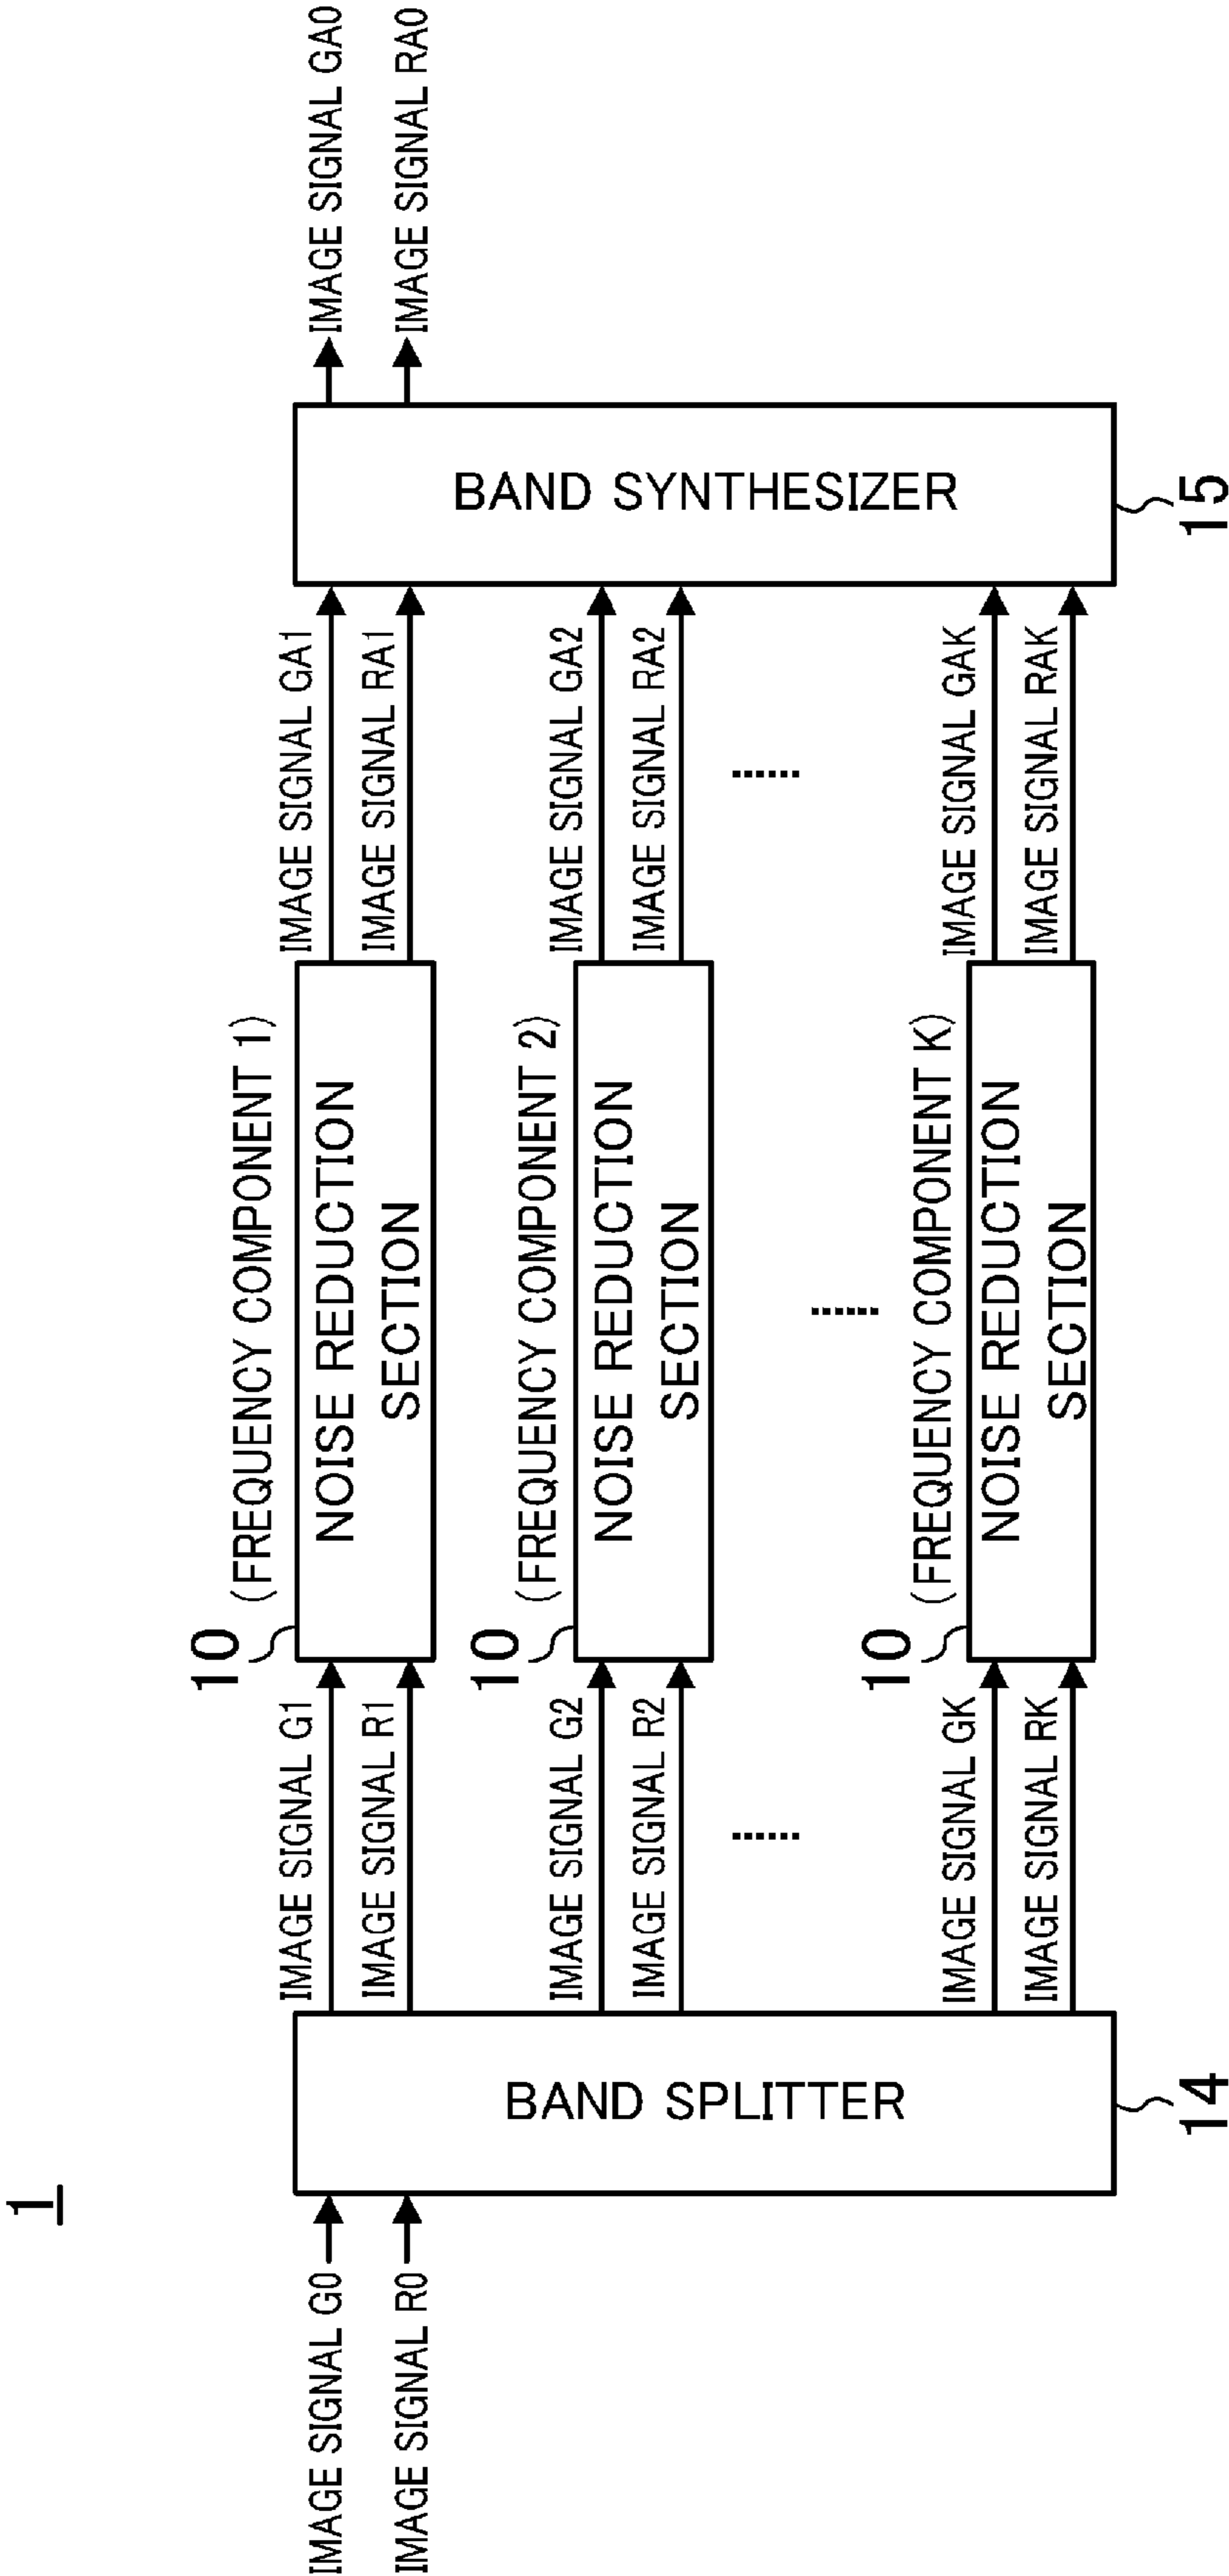 1
IMAGE SIGNAL G0
IMAGE SIGNAL R0
BAND SPLITTER
14
IMAGE SIGNAL G1
IMAGE SIGNAL R1
IMAGE SIGNAL G2
IMAGE SIGNAL R2
......
IMAGE SIGNAL GK
IMAGE SIGNAL RK
10
(FREQUENCY COMPONENT 1)
NOISE REDUCTION
SECTION
10
(FREQUENCY COMPONENT 2)
NOISE REDUCTION
SECTION
......
10
(FREQUENCY COMPONENT K)
NOISE REDUCTION
SECTION
IMAGE SIGNAL GA1
IMAGE SIGNAL RA1
IMAGE SIGNAL GA2
IMAGE SIGNAL RA2
......
IMAGE SIGNAL GAK
IMAGE SIGNAL RAK
BAND SYNTHESIZER
15
IMAGE SIGNAL GA0
IMAGE SIGNAL RA0